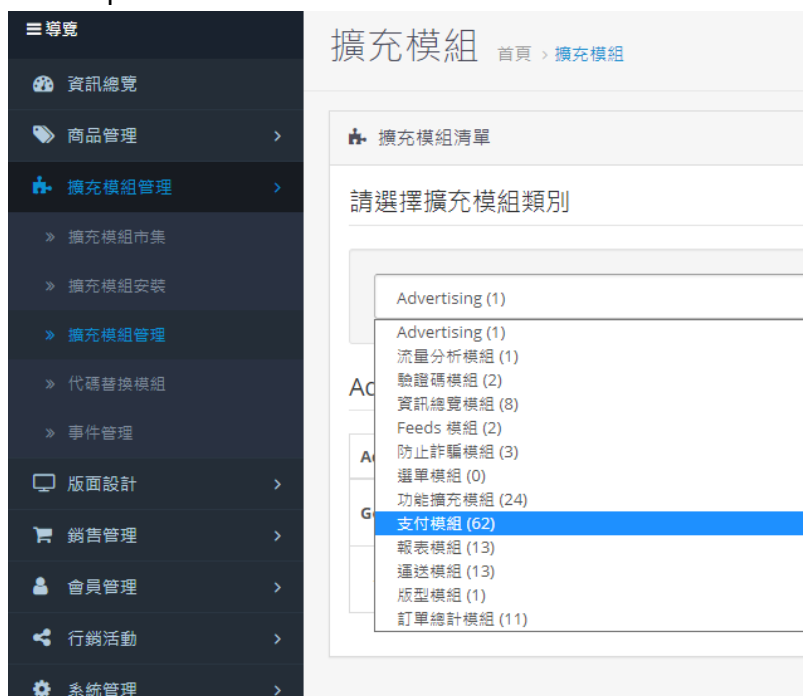 導覽
資訊總覽
商品管理
擴充模組管理
擴充模組市集
擴充模組安裝
擴充模組管理
代碼替換模組
事件管理
版面設計
銷售管理
會員管理
行銷活動
系統管理
擴充模組 首頁 › 擴充模組
擴充模組清單
請選擇擴充模組類別
Advertising (1)
Advertising (1)
流量分析模組 (1)
驗證碼模組 (2)
資訊總覽模組 (8)
Feeds 模組 (2)
防止詐騙模組 (3)
選單模組 (0)
功能擴充模組 (24)
支付模組 (62)
報表模組 (13)
運送模組 (13)
版型模組 (1)
訂單總計模組 (11)